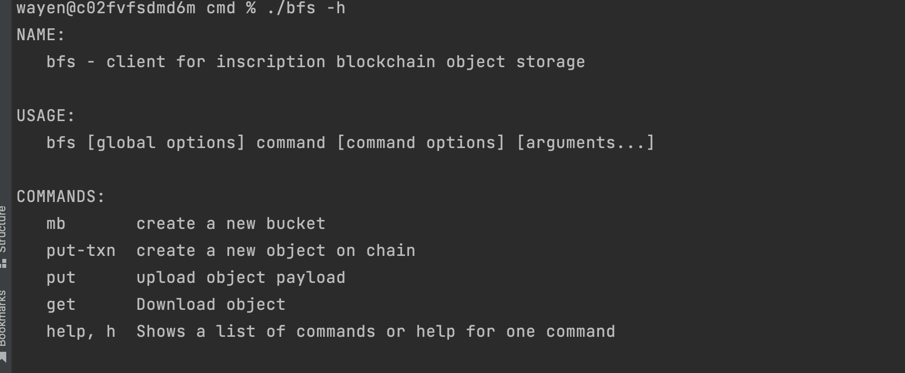 wayen@c02fvfsdmd6m cmd % ./bfs -h
NAME:
bfs - client for inscription blockchain object storage
USAGE:
bfs [global options] command [command options] [arguments...]
COMMANDS:
mb create a new bucket
put-txn create a new object on chain
put upload object payload
get Download object
help, h Shows a list of commands or help for one command
Structure
Bookmarks